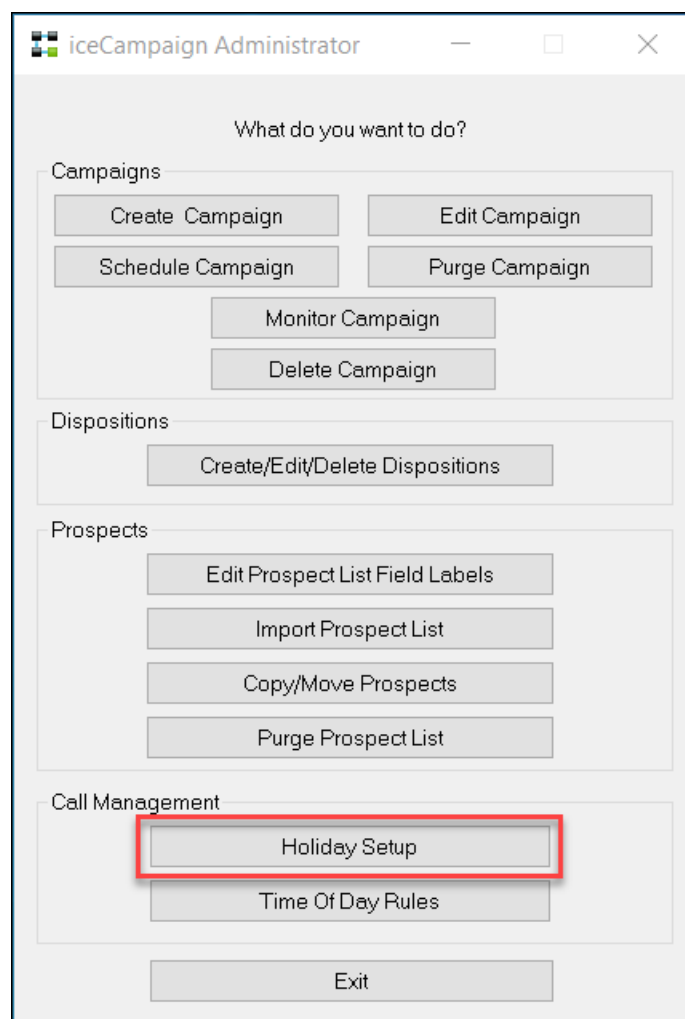 iceCampaign Administrator
What do you want to do?
Campaigns
Create Campaign
Edit Campaign
Schedule Campaign
Purge Campaign
Monitor Campaign
Delete Campaign
Dispositions
Create/Edit/Delete Dispositions
Prospects
Edit Prospect List Field Labels
Import Prospect List
Copy/Move Prospects
Purge Prospect List
Call Management
Holiday Setup
Time Of Day Rules
Exit